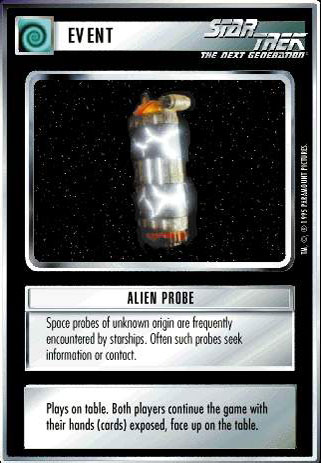 EVENT
STAR TREK
THE NEXT GENERATION
TM, © ® 1995 PARAMOUNT PICTURES.
ALIEN PROBE
Space probes of unknown origin are frequently
encountered by starships. Often such probes seek
information or contact.
Plays on table. Both players continue the game with
their hands (cards) exposed, face up on the table.